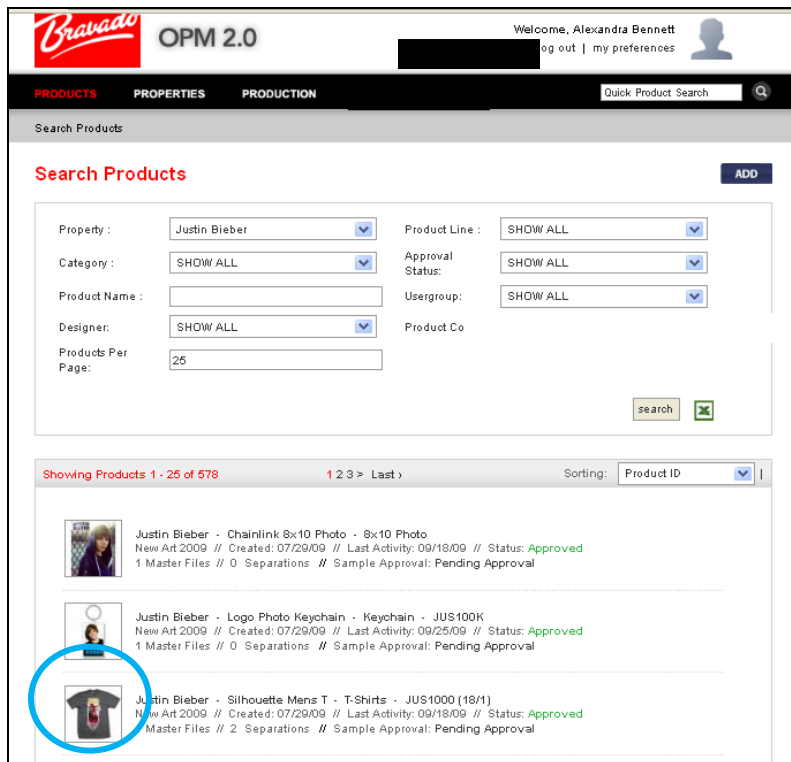 Bravado
OPM 2.0
Welcome, Alexandra Bennett
og out | my preferences
PRODUCTS PROPERTIES PRODUCTION Quick Product Search
Search Products
Search Products
ADD
Property : Justin Bieber Product Line : SHOW ALL
Category : SHOW ALL Approval Status: SHOW ALL
Product Name : Usergroup: SHOW ALL
Designer: SHOW ALL Product Co
Products Per Page: 25
search
Showing Products 1 - 25 of 578 1 2 3 > Last › Sorting: Product ID |
Justin Bieber - Chainlink 8x10 Photo - 8x10 Photo
New Art 2009 // Created: 07/29/09 // Last Activity: 09/18/09 // Status: Approved
1 Master Files // 0 Separations // Sample Approval: Pending Approval
Justin Bieber - Logo Photo Keychain - Keychain - JUS100K
New Art 2009 // Created: 07/29/09 // Last Activity: 09/25/09 // Status: Approved
1 Master Files // 0 Separations // Sample Approval: Pending Approval
Justin Bieber - Silhouette Mens T - T-Shirts - JUS1000 (18/1)
New Art 2009 // Created: 07/29/09 // Last Activity: 09/18/09 // Status: Approved
Master Files // 2 Separations // Sample Approval: Pending Approval